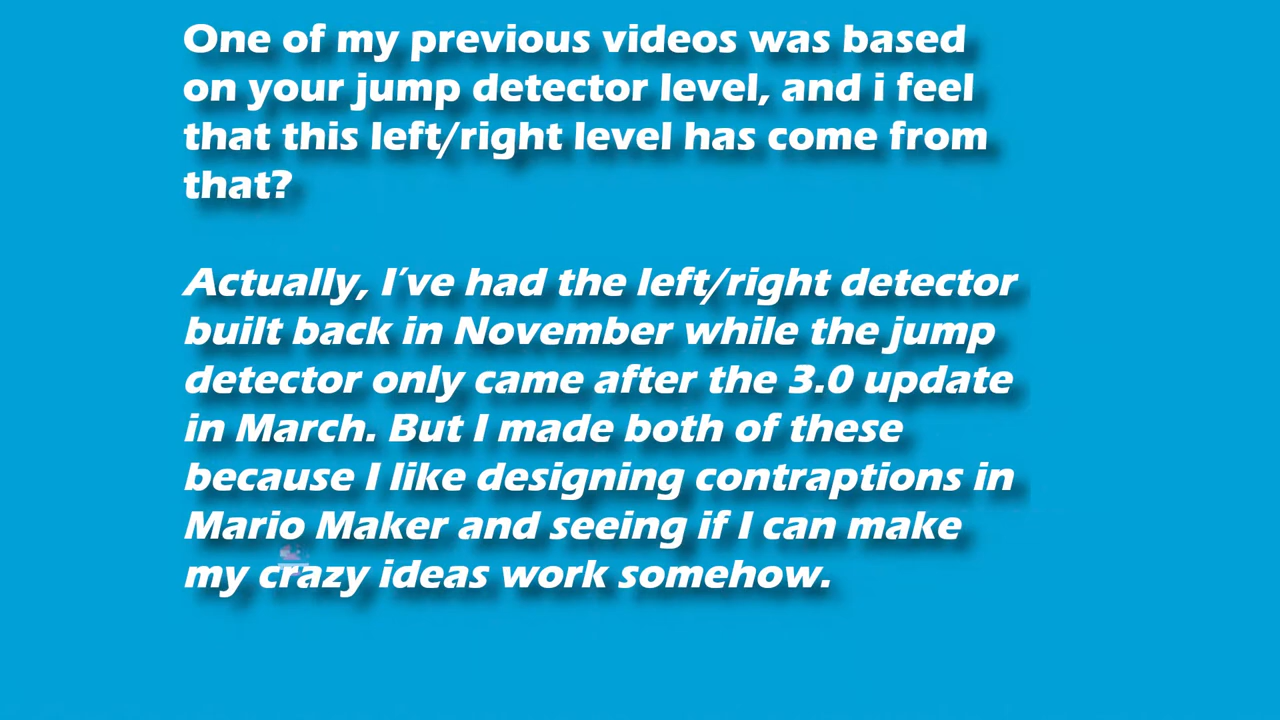 One of my previous videos was based
on your jump detector level, and i feel
that this left/right level has come from
that?
Actually, I've had the left/right detector
built back in November while the jump
detector only came after the 3.0 update
in March. But I made both of these
because I like designing contraptions in
Mario Maker and seeing if I can make
my crazy ideas work somehow.